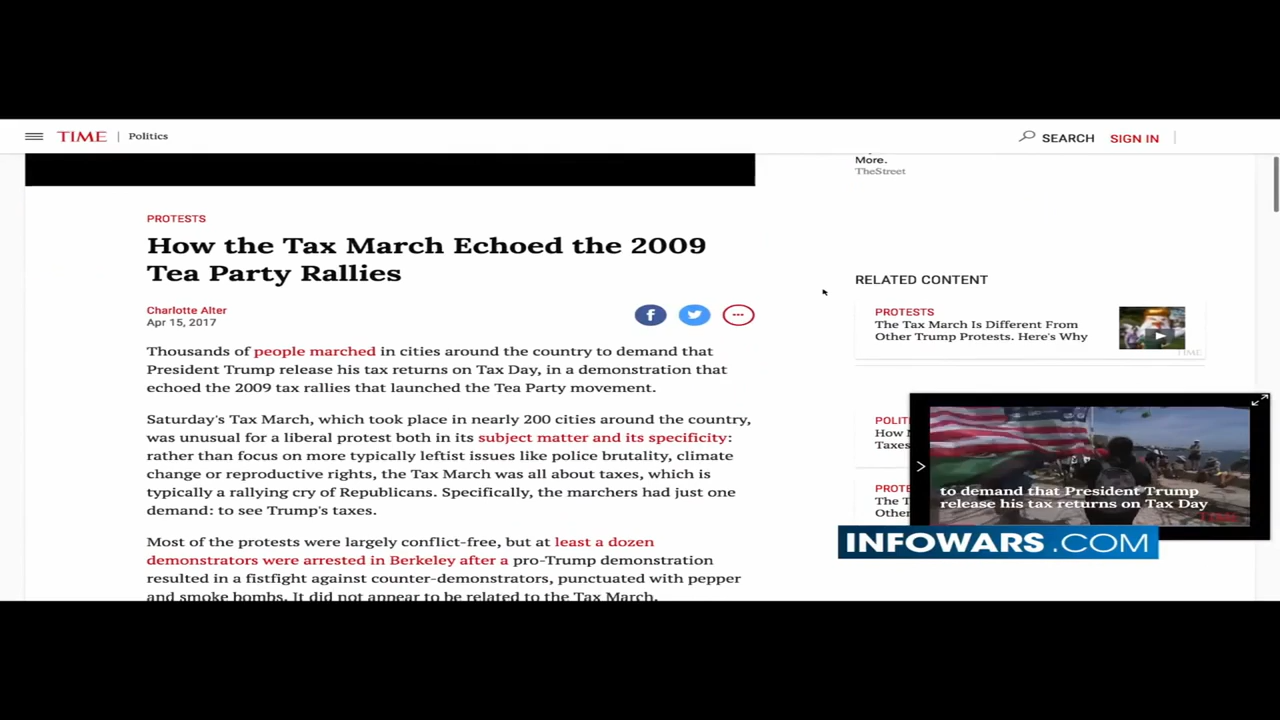 TIME | Politics
SEARCH SIGN IN
More.
TheStreet
PROTESTS
How the Tax March Echoed the 2009
Tea Party Rallies
Charlotte Alter
Apr 15, 2017
Thousands of people marched in cities around the country to demand that
President Trump release his tax returns on Tax Day, in a demonstration that
echoed the 2009 tax rallies that launched the Tea Party movement.
Saturday's Tax March, which took place in nearly 200 cities around the country,
was unusual for a liberal protest both in its subject matter and its specificity:
rather than focus on more typically leftist issues like police brutality, climate
change or reproductive rights, the Tax March was all about taxes, which is
typically a rallying cry of Republicans. Specifically, the marchers had just one
demand: to see Trump's taxes.
Most of the protests were largely conflict-free, but at least a dozen
demonstrators were arrested in Berkeley after a pro-Trump demonstration
resulted in a fistfight against counter-demonstrators, punctuated with pepper
and smoke bombs. It did not appear to be related to the Tax March.
RELATED CONTENT
PROTESTS
The Tax March Is Different From
Other Trump Protests. Here's Why
TIME
POLITI
How
Taxes
PROTE
The T
Other
to demand that President Trump
release his tax returns on Tax Day
INFOWARS.COM